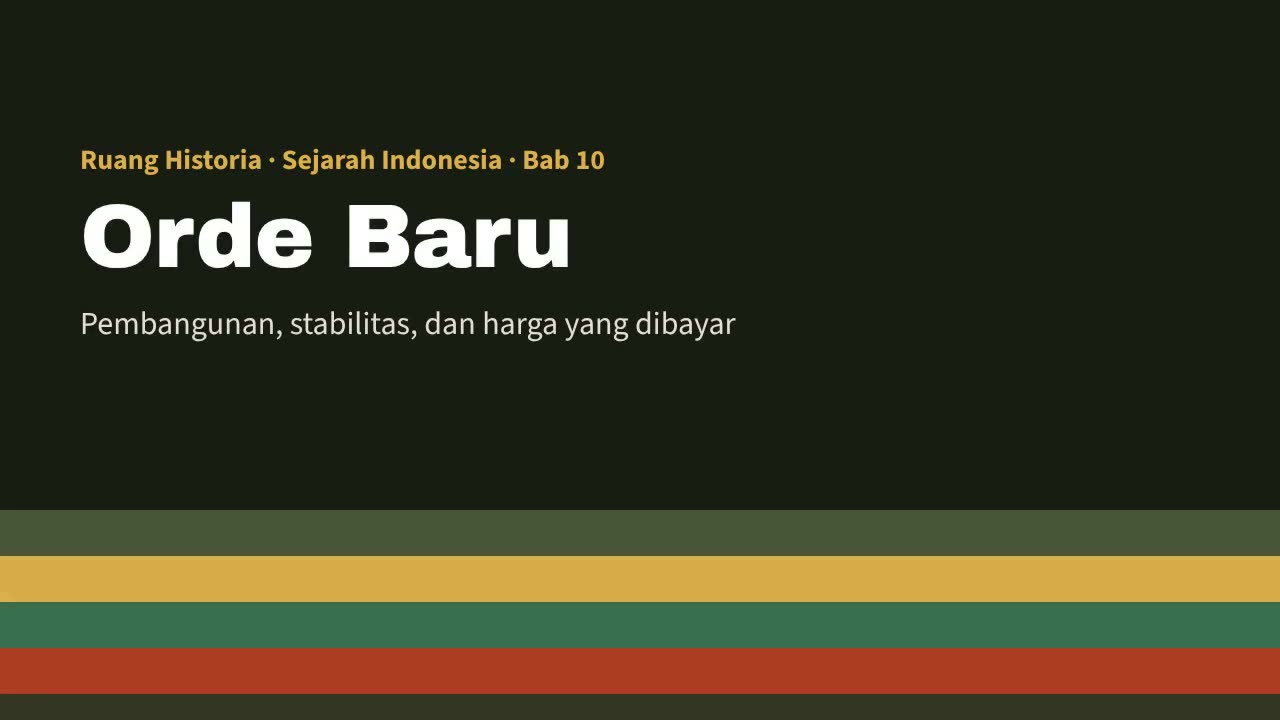 Ruang Historia · Sejarah Indonesia · Bab 10
Orde Baru
Pembangunan, stabilitas, dan harga yang dibayar